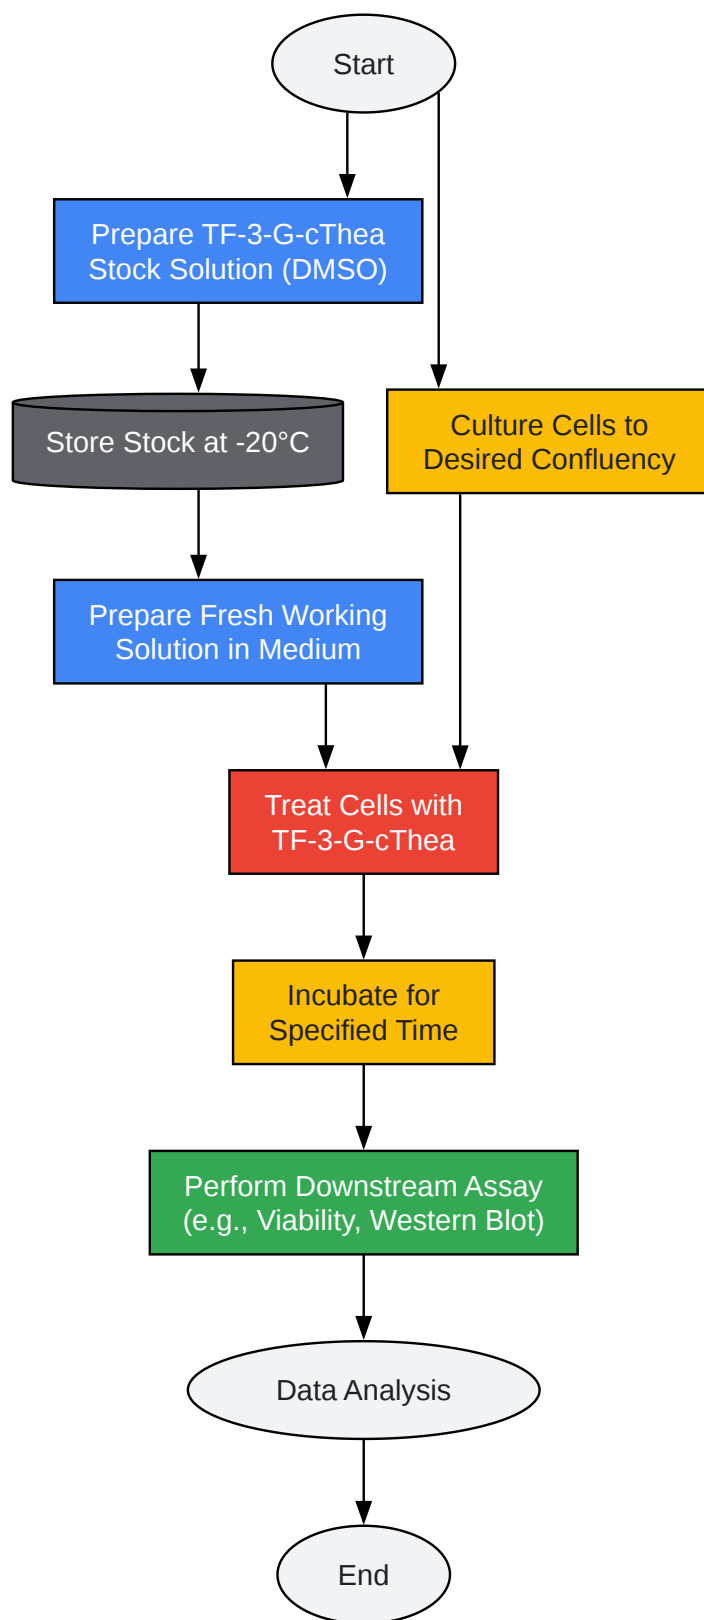 Start
Prepare TF-3-G-cThea
Stock Solution (DMSO)
Store Stock at -20°C
Culture Cells to
Desired Confluency
Prepare Fresh Working
Solution in Medium
Treat Cells with
TF-3-G-cThea
Incubate for
Specified Time
Perform Downstream Assay
(e.g., Viability, Western Blot)
Data Analysis
End